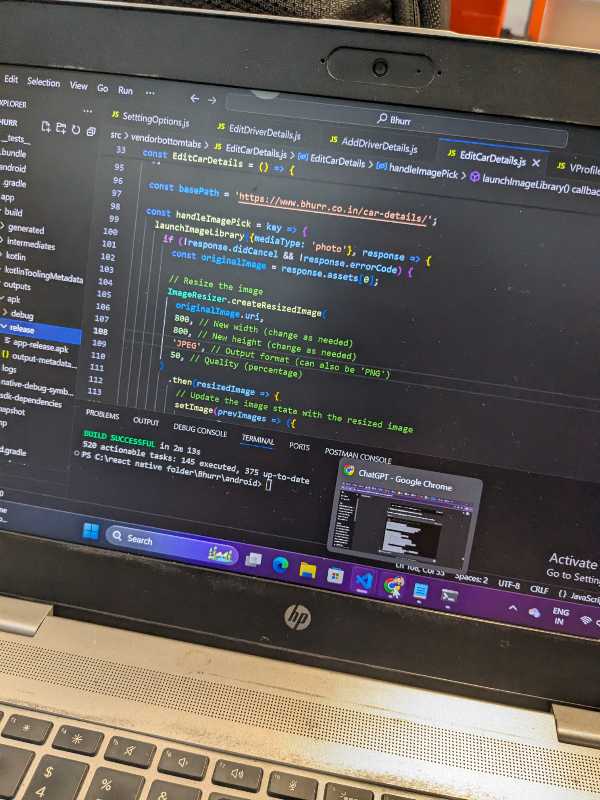 Edit Selection View Go Run ...
Bhurr
EXPLORER
BHURR
__tests__
.bundle
android
.gradle
app
build
generated
intermediates
kotlin
kotlinToolingMetadata
outputs
apk
debug
release
app-release.apk
output-metadata...
logs
native-debug-symb...
sdk-dependencies
.gradle
JS SetttingOptions.js
JS EditDriverDetails.js
JS AddDriverDetails.js
JS EditCarDetails.js
JS VProfile
src > vendorbottomtabs > JS EditCarDetails.js > EditCarDetails > handleImagePick > launchImageLibrary() callba
33 const EditCarDetails = () => {
95
96
97 const basePath = 'https://www.bhurr.co.in/car-details/';
98
99 const handleImagePick = key => {
100 launchImageLibrary({mediaType: 'photo'}, response => {
101 if (!response.didCancel && !response.errorCode) {
102 const originalImage = response.assets[0];
103
104 // Resize the image
105 ImageResizer.createResizedImage(
106 originalImage.uri,
107 800, // New width (change as needed)
108 800, // New height (change as needed)
109 'JPEG', // Output format (can also be 'PNG')
110 50, // Quality (percentage)
111 )
112 .then(resizedImage => {
113 // Update the image state with the resized image
setImage(prevImages => ({
PROBLEMS OUTPUT DEBUG CONSOLE TERMINAL PORTS POSTMAN CONSOLE
BUILD SUCCESSFUL in 2m 13s
520 actionable tasks: 145 executed, 375 up-to-date
PS C:\react native folder\Bhurr\android>
ChatGPT - Google Chrome
Activate
Go to Setting
Ln 108, Col 55 Spaces: 2 UTF-8 CRLF {} JavaScri
Search
ENG
IN
hp
$
4
%
5
&